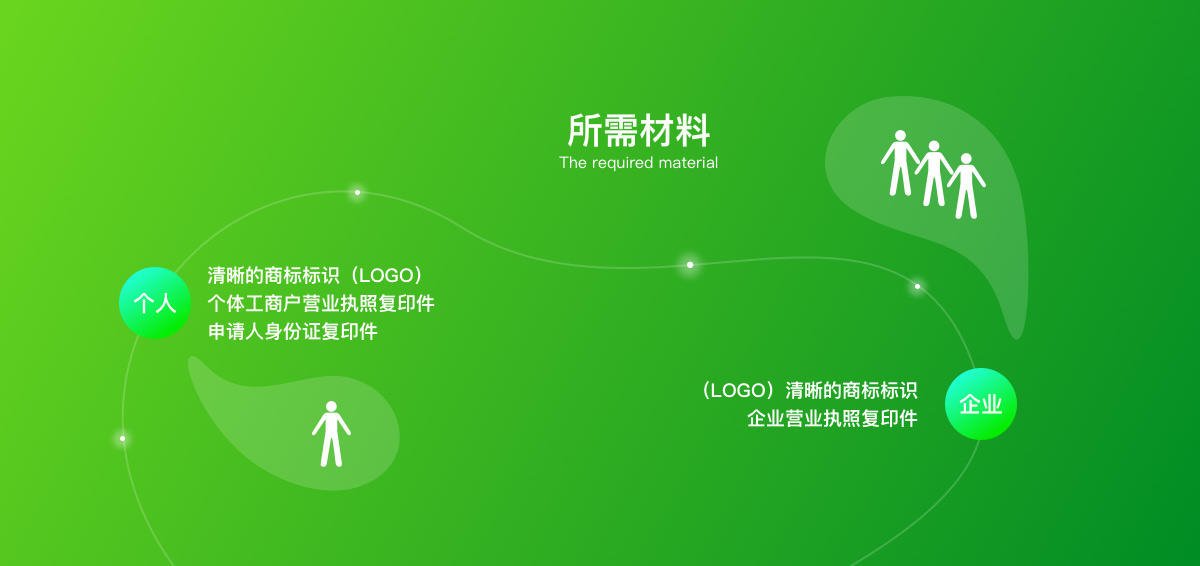 所需材料
The required material
个人
清晰的商标标识（LOGO）
个体工商户营业执照复印件
申请人身份证复印件
（LOGO）清晰的商标标识
企业营业执照复印件
企业